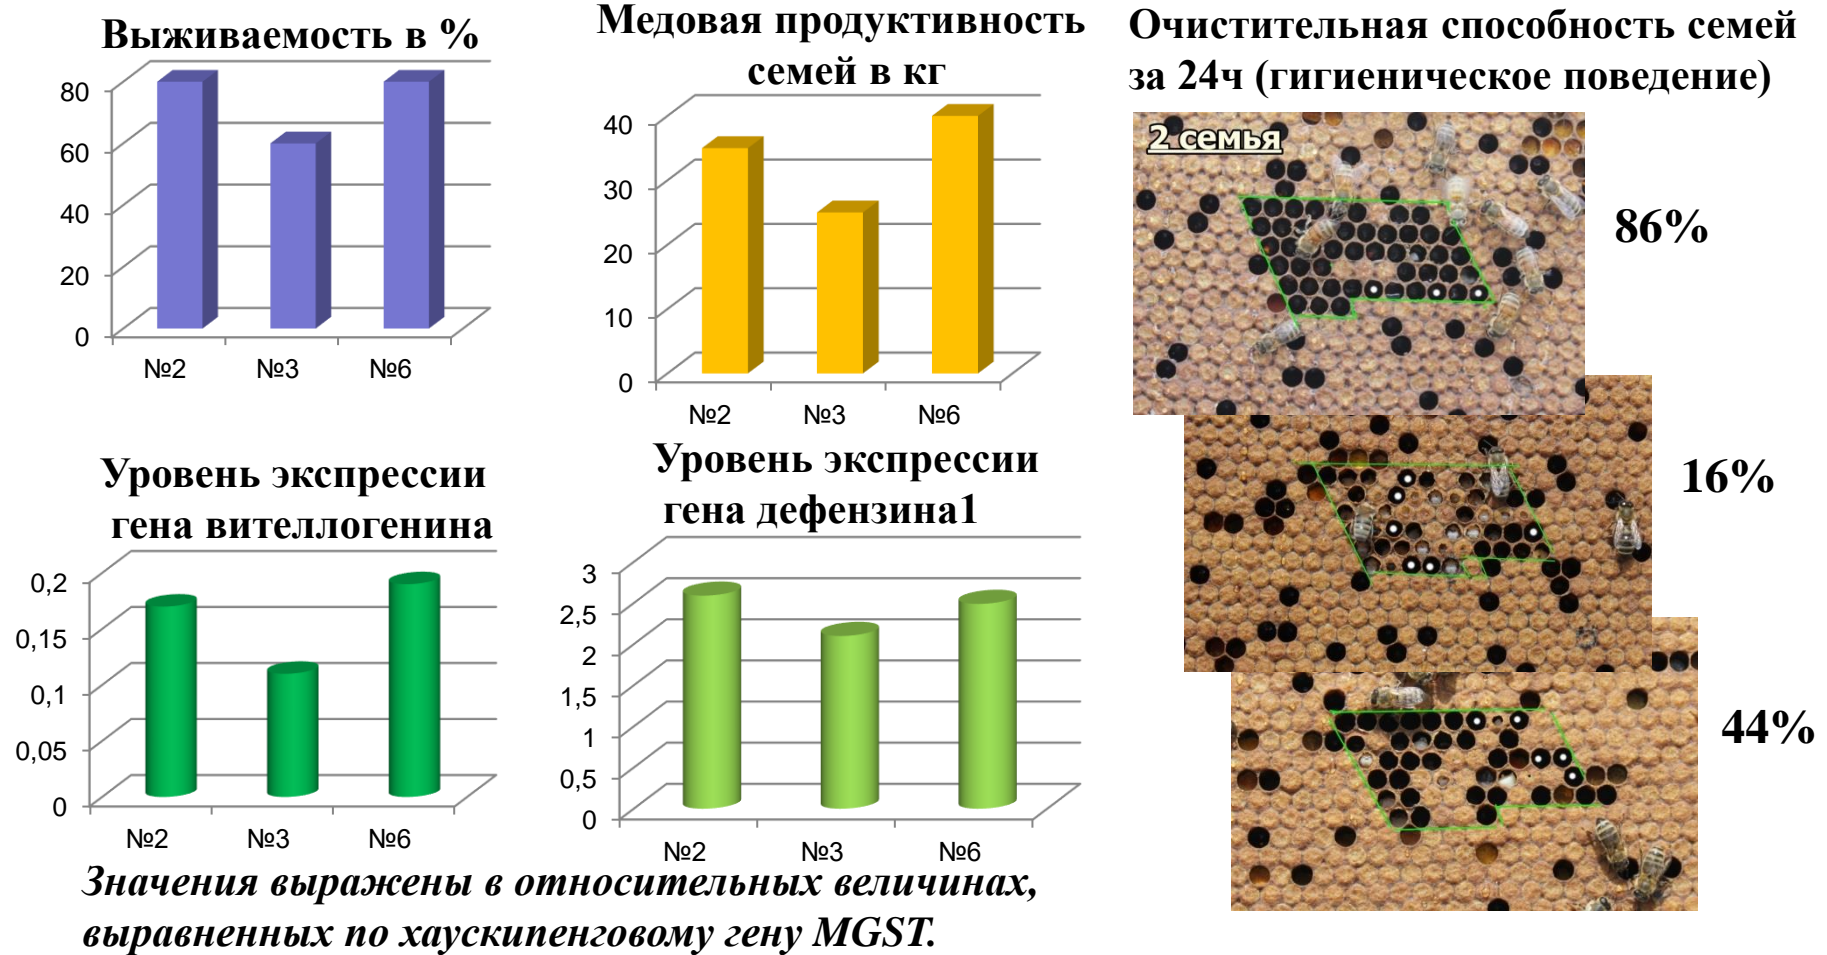 Выживаемость в %
80
60
40
20
0
№2 №3 №6
Медовая продуктивность
семей в кг
40
30
20
10
0
№2 №3 №6
Очистительная способность семей
за 24ч (гигиеническое поведение)
2 семья
86%
16%
44%
Уровень экспрессии
гена вителлогенина
0,2
0,15
0,1
0,05
0
№2 №3 №6
Уровень экспрессии
гена дефензина1
3
2,5
2
1,5
1
0,5
0
№2 №3 №6
Значения выражены в относительных величинах,
выравненных по хаускипенговому гену MGST.